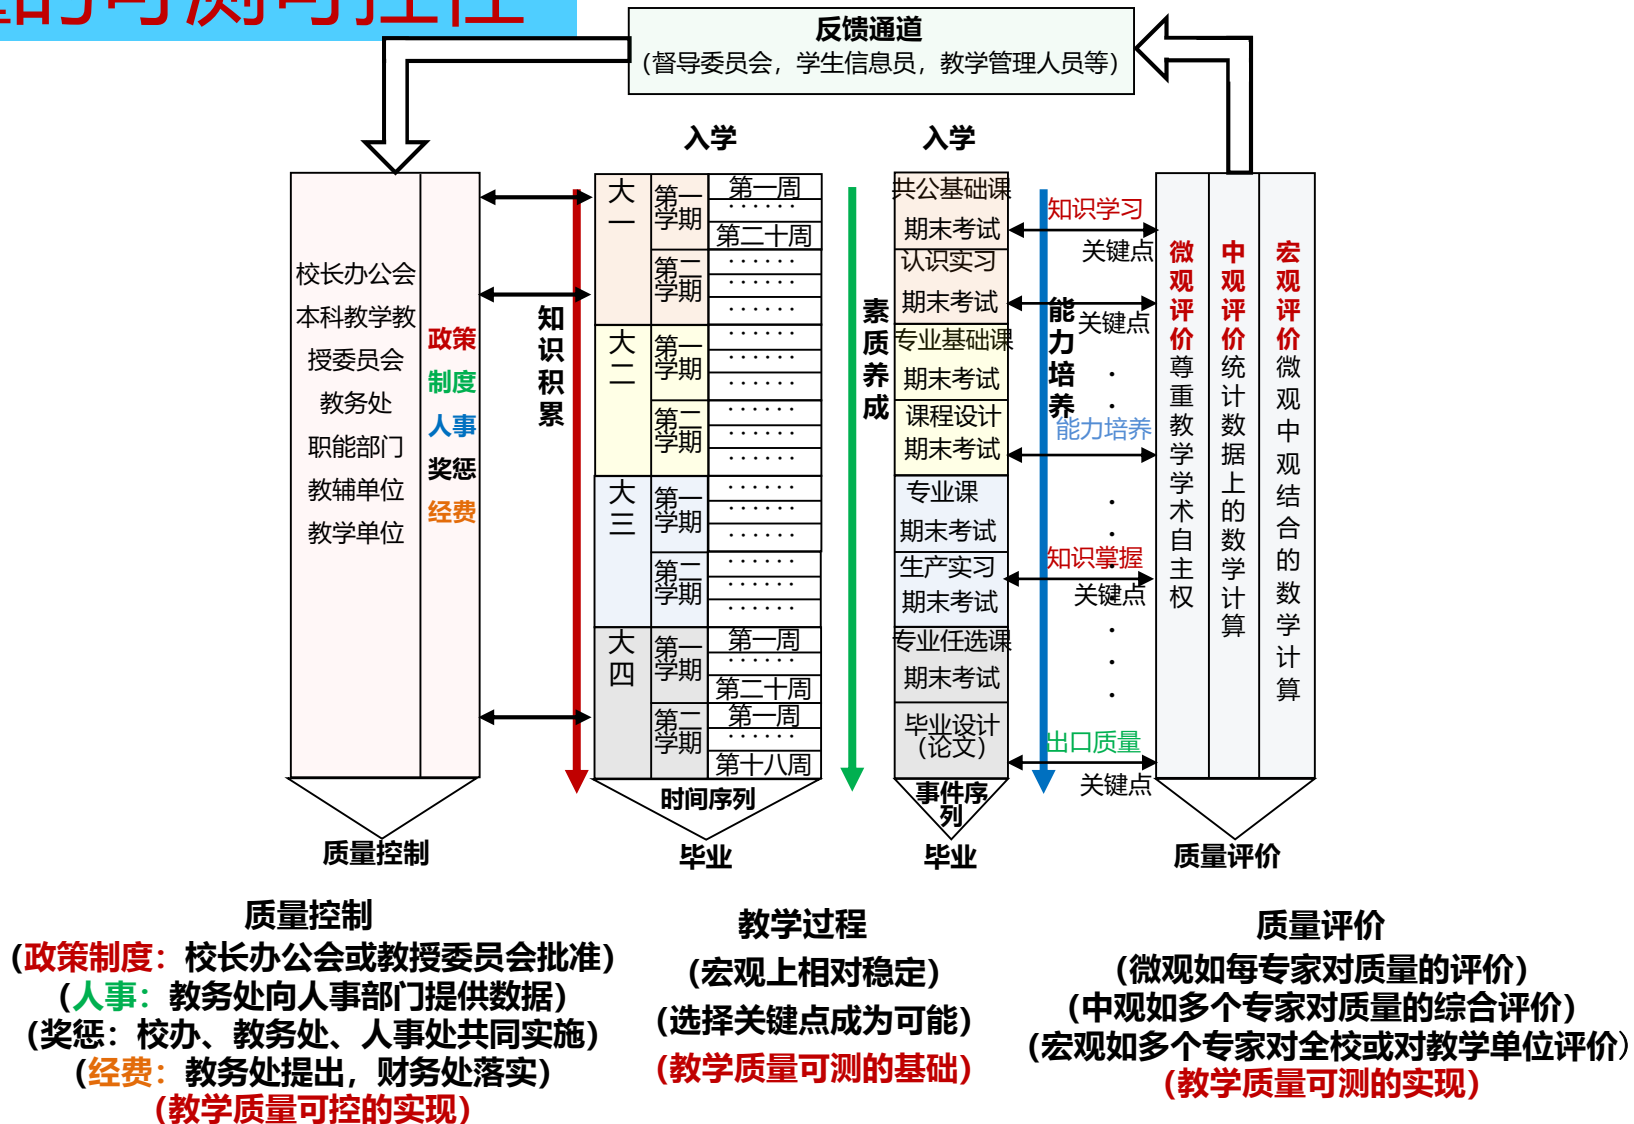 的可测可控性
反馈通道
(督导委员会，学生信息员，教学管理人员等)
入学
入学
校长办公会
本科教学教
授委员会
教务处
职能部门
教辅单位
教学单位
政策
制度
人事
奖惩
经费
质量控制
知识积累
大一
第一学期
第一周
······
第二十周
第二学期
······
······
······
大二
第一学期
······
······
······
第二学期
······
······
······
大三
第一学期
······
······
······
第二学期
······
······
······
大四
第一学期
第一周
······
第二十周
第二学期
第一周
······
第十八周
时间序列
毕业
素质养成
共公基础课
期末考试
认识实习
期末考试
专业基础课
期末考试
课程设计
期末考试
专业课
期末考试
生产实习
期末考试
专业任选课
期末考试
毕业设计
（论文）
事件序
列
毕业
能力培养
知识学习
关键点
关键点
能力培养
知识掌握
关键点
出口质量
关键点
微观评价尊重教学学术自主权
中观评价统计数据上的数学计算
宏观评价微观中观结合的数学计算
质量评价
质量控制
（政策制度：校长办公会或教授委员会批准）
（人事：教务处向人事部门提供数据）
（奖惩：校办、教务处、人事处共同实施）
（经费：教务处提出，财务处落实）
（教学质量可控的实现）
教学过程
（宏观上相对稳定）
（选择关键点成为可能）
（教学质量可测的基础）
质量评价
（微观如每专家对质量的评价）
（中观如多个专家对质量的综合评价）
（宏观如多个专家对全校或对教学单位评价）
（教学质量可测的实现）